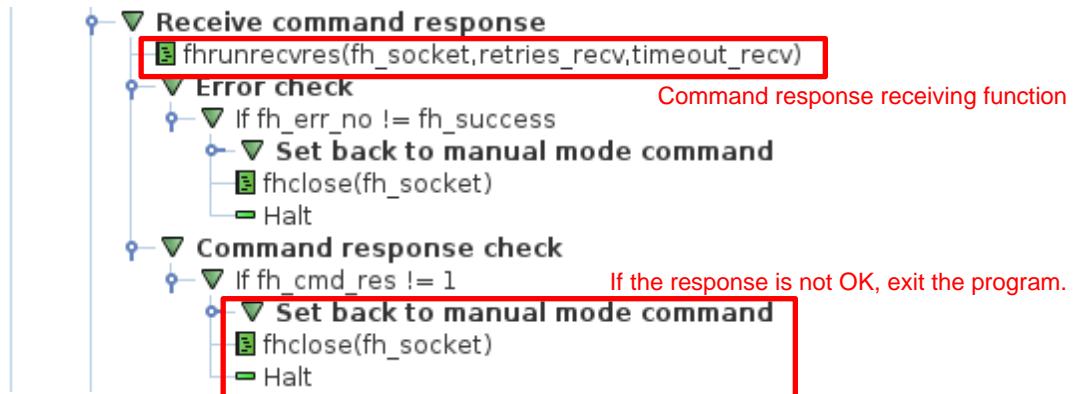 Receive command response
fhrunrecvres(fh_socket,retries_recv,timeout_recv)
Error check
Command response receiving function
If fh_err_no != fh_success
Set back to manual mode command
fhclose(fh_socket)
Halt
Command response check
If fh_cmd_res != 1
If the response is not OK, exit the program.
Set back to manual mode command
fhclose(fh_socket)
Halt